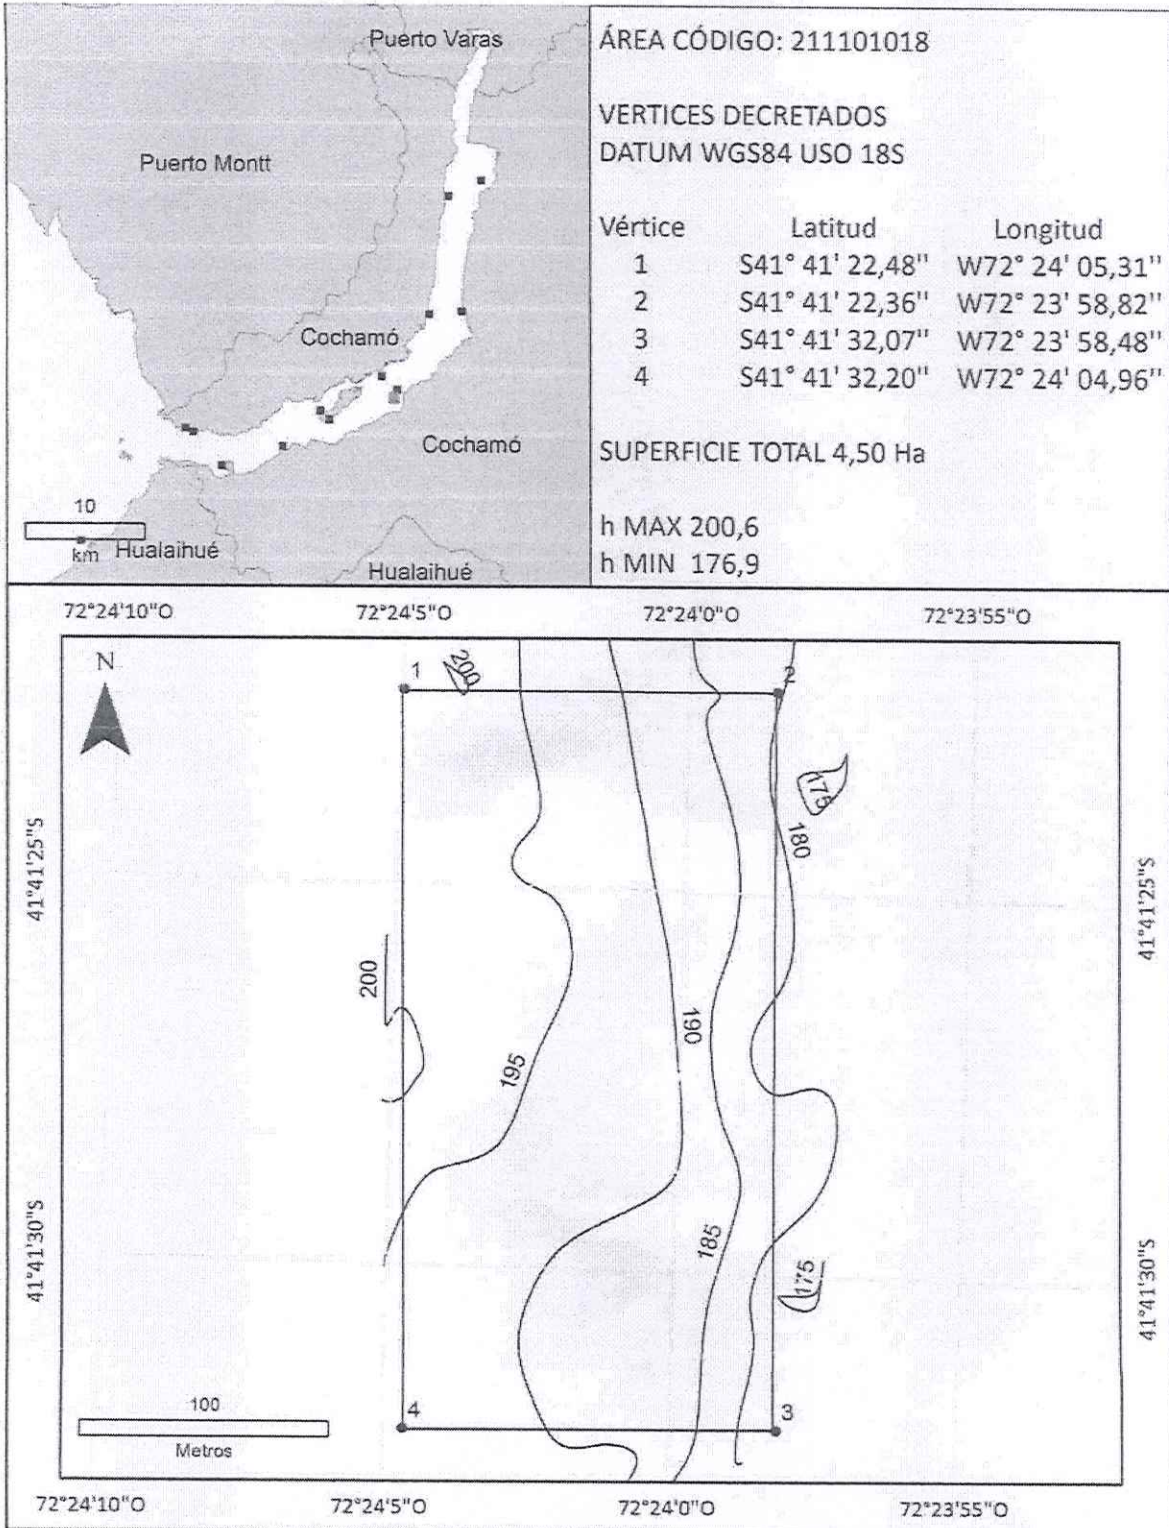 Puerto Varas
Puerto Montt
Cochamó
Cochamó
10
km
Hualaihué
Hualaihué
ÁREA CÓDIGO: 211101018
VERTICES DECRETADOS
DATUM WGS84 USO 18S
Vértice Latitud Longitud
1 S41° 41' 22,48'' W72° 24' 05,31''
2 S41° 41' 22,36'' W72° 23' 58,82''
3 S41° 41' 32,07'' W72° 23' 58,48''
4 S41° 41' 32,20'' W72° 24' 04,96''
SUPERFICIE TOTAL 4,50 Ha
h MAX 200,6
h MIN 176,9
72°24'10"O 72°24'5"O 72°24'0"O 72°23'55"O
N
1
200
2
175
180
41°41'25"S
41°41'25"S
200
190
195
185
175
41°41'30"S
41°41'30"S
100
Metros
4
3
72°24'10"O 72°24'5"O 72°24'0"O 72°23'55"O